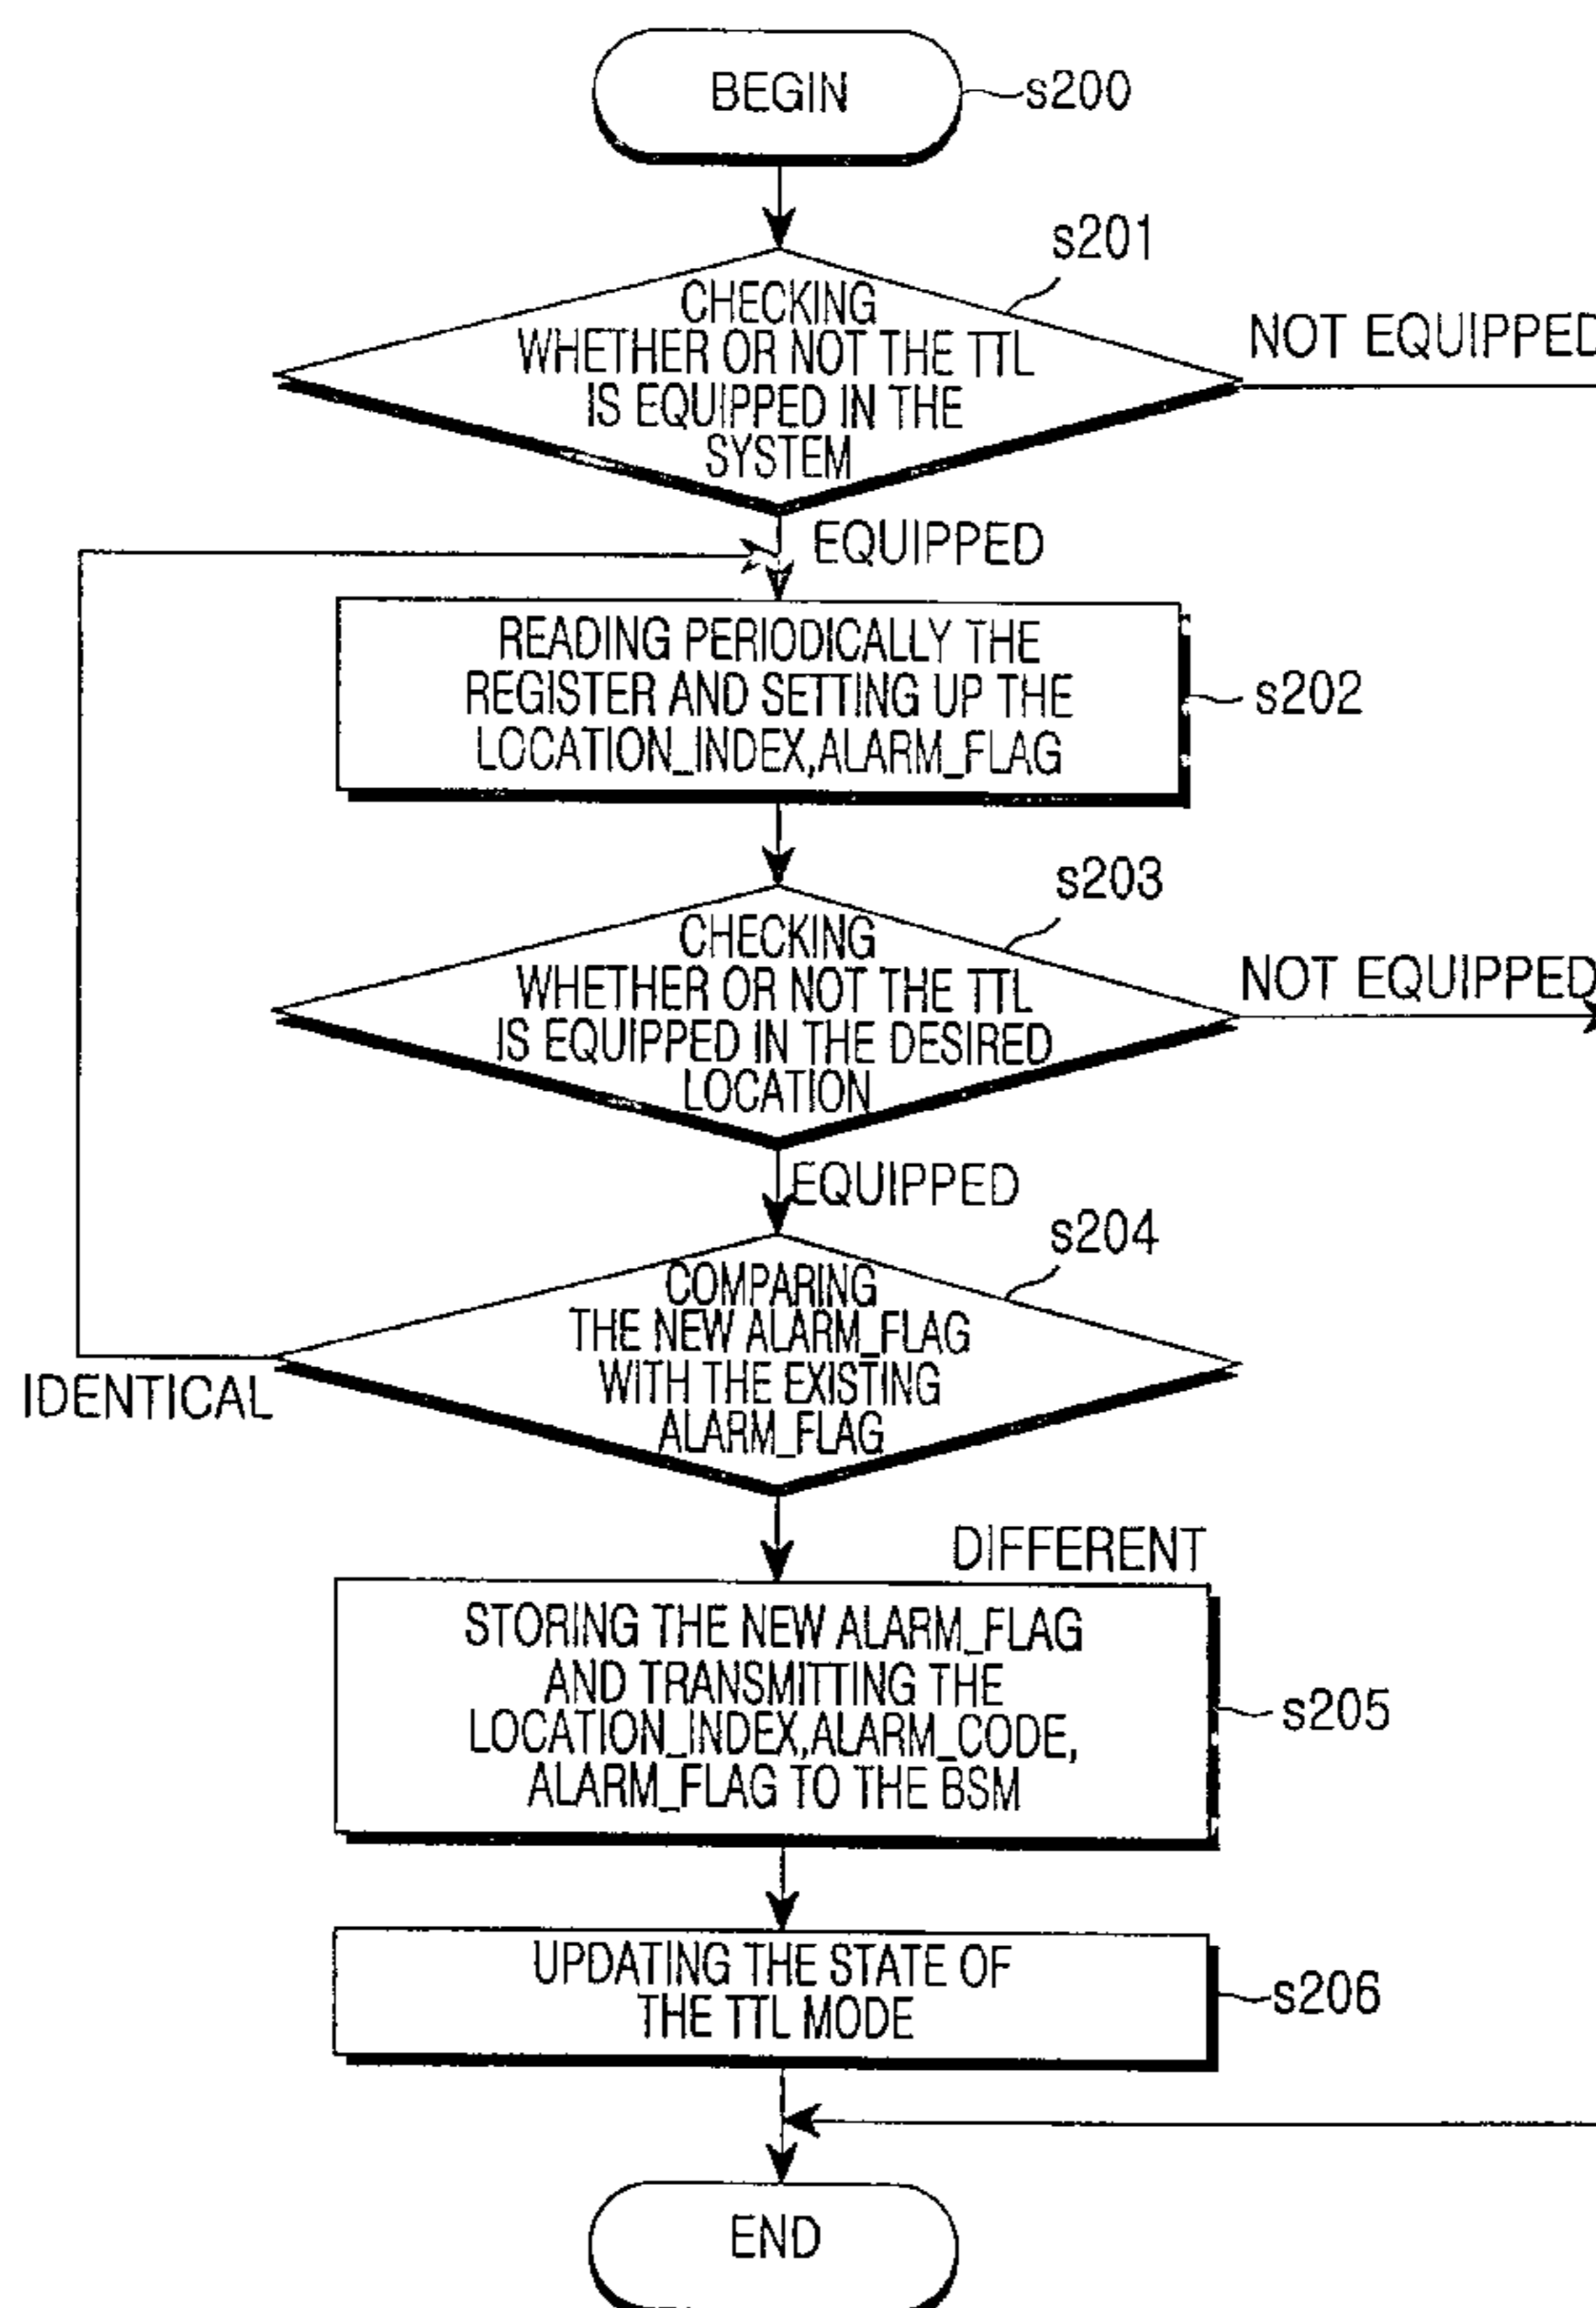 BEGIN
s200
s201
CHECKING
WHETHER OR NOT THE TTL
IS EQUIPPED IN THE
SYSTEM
NOT EQUIPPED
EQUIPPED
READING PERIODICALLY THE
REGISTER AND SETTING UP THE
LOCATION_INDEX,ALARM_FLAG
s202
s203
CHECKING
WHETHER OR NOT THE TTL
IS EQUIPPED IN THE DESIRED
LOCATION
NOT EQUIPPED
EQUIPPED
s204
COMPARING
THE NEW ALARM_FLAG
WITH THE EXISTING
ALARM_FLAG
IDENTICAL
DIFFERENT
STORING THE NEW ALARM_FLAG
AND TRANSMITTING THE
LOCATION_INDEX,ALARM_CODE,
ALARM_FLAG TO THE BSM
s205
UPDATING THE STATE OF
THE TTL MODE
s206
END